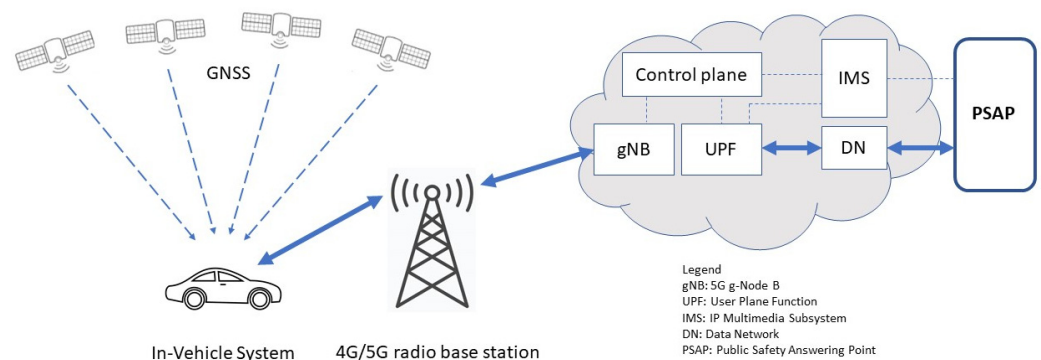 GNSS
Control plane
IMS
gNB
UPF
DN
PSAP
In-Vehicle System
4G/5G radio base station
Legend
gNB: 5G g-Node B
UPF: User Plane Function
IMS: IP Multimedia Subsystem
DN: Data Network
PSAP: Public Safety Answering Point